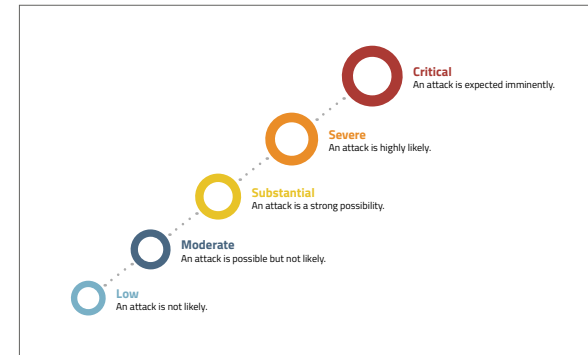 Critical
An attack is expected imminently.
Severe
An attack is highly likely.
Substantial
An attack is a strong possibility.
Moderate
An attack is possible but not likely.
Low
An attack is not likely.